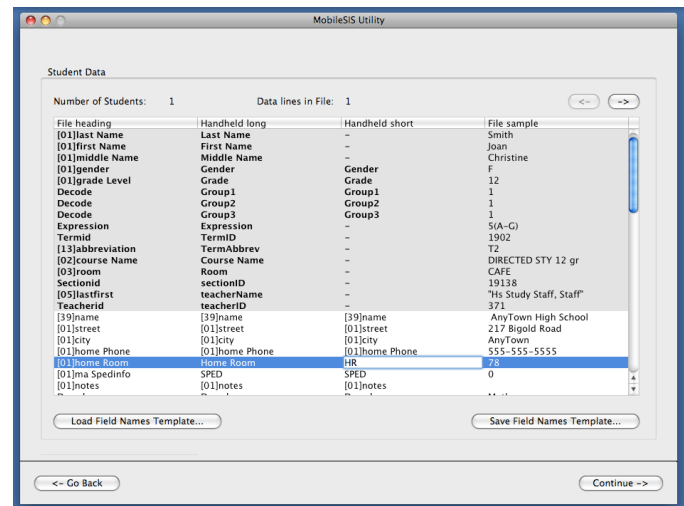 MobileSIS Utility
Student Data
Number of Students: 1 Data lines in File: 1 <- ->
File heading Handheld long Handheld short File sample
[01]last Name Last Name – Smith
[01]first Name First Name – Joan
[01]middle Name Middle Name – Christine
[01]gender Gender Gender F
[01]grade Level Grade Grade 12
Decode Group1 Group1 1
Decode Group2 Group2 1
Decode Group3 Group3 1
Expression Expression – 5(A-G)
Termid TermID – 1902
[13]abbreviation TermAbbrev – T2
[02]course Name Course Name – DIRECTED STY 12 gr
[03]room Room – CAFE
Sectionid sectionID – 19138
[05]lastfirst teacherName – "Hs Study Staff, Staff"
Teacherid teacherID – 371
[39]name [39]name [39]name AnyTown High School
[01]street [01]street [01]street 217 Bigold Road
[01]city [01]city [01]city AnyTown
[01]home Phone [01]home Phone [01]home Phone 555-555-5555
[01]home Room Home Room HR 78
[01]ma Spedinfo SPED SPED 0
[01]notes [01]notes [01]notes
Load Field Names Template... Save Field Names Template...
<- Go Back Continue ->